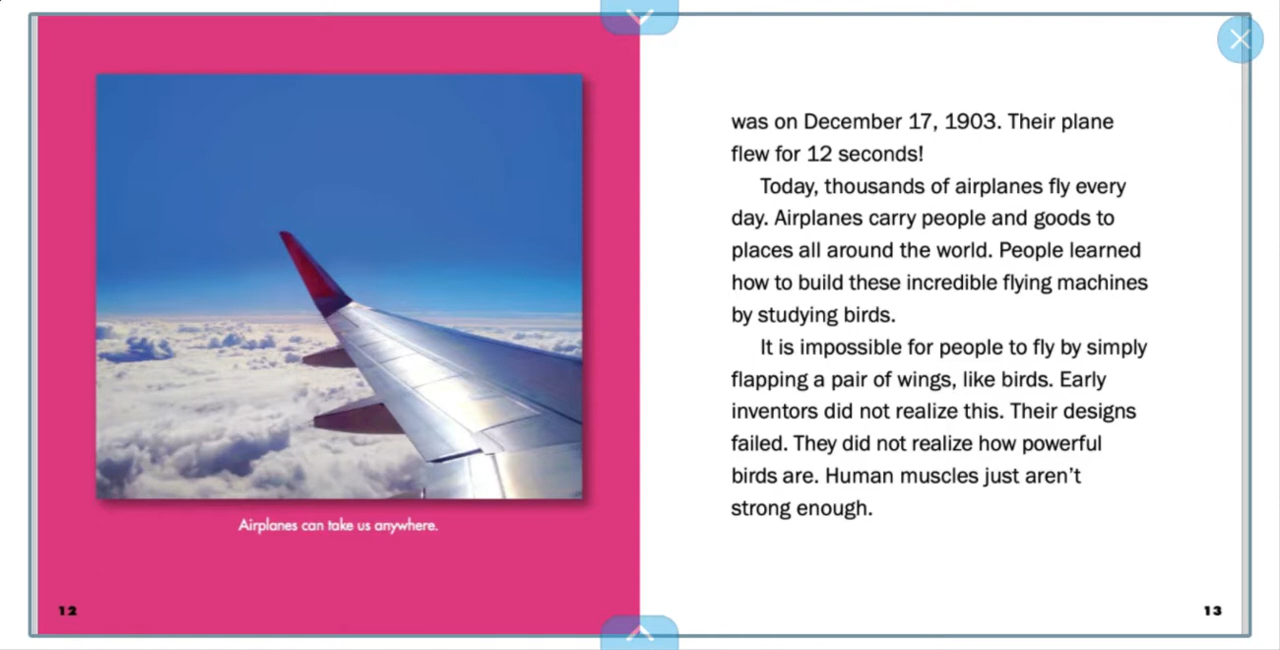 Airplanes can take us anywhere.
12
was on December 17, 1903. Their plane
flew for 12 seconds!
Today, thousands of airplanes fly every
day. Airplanes carry people and goods to
places all around the world. People learned
how to build these incredible flying machines
by studying birds.
It is impossible for people to fly by simply
flapping a pair of wings, like birds. Early
inventors did not realize this. Their designs
failed. They did not realize how powerful
birds are. Human muscles just aren't
strong enough.
13